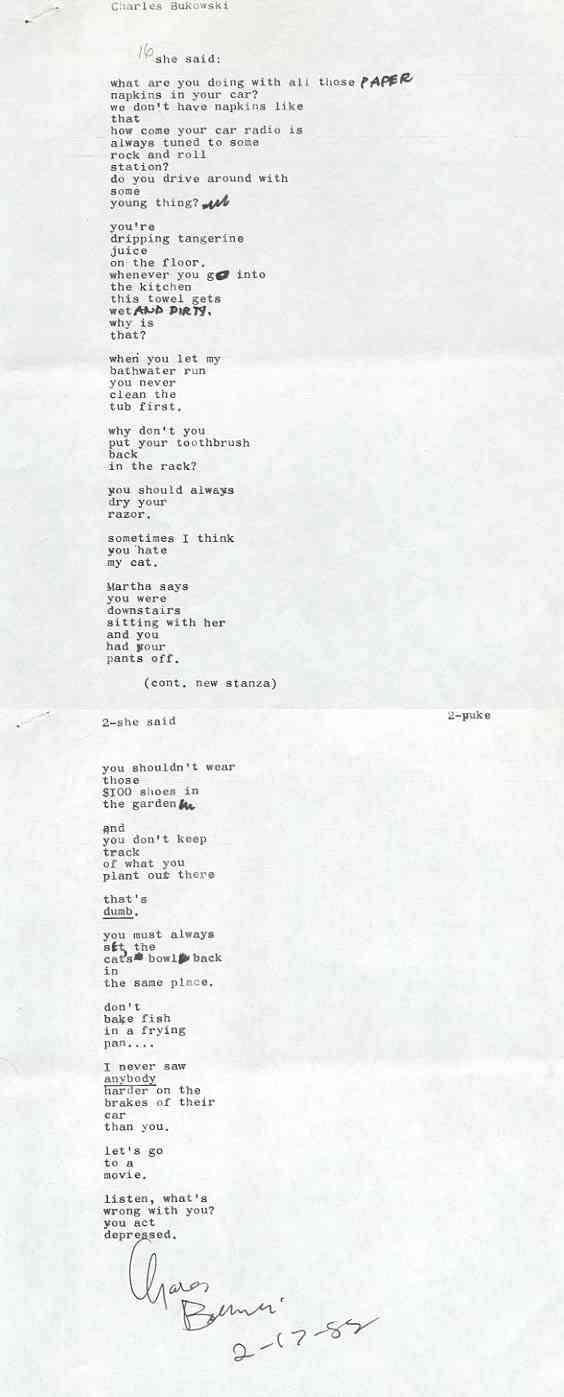 Charles Bukowski
16
she said:
what are you doing with all those PAPER
napkins in your car?
we don't have napkins like
that
how come your car radio is
always tuned to some
rock and roll
station?
do you drive around with
some
young thing?
you're
dripping tangerine
juice
on the floor.
whenever you go into
the kitchen
this towel gets
wet AND DIRTY.
why is
that?
when you let my
bathwater run
you never
clean the
tub first.
why don't you
put your toothbrush
back
in the rack?
you should always
dry your
razor.
sometimes I think
you hate
my cat.
Martha says
you were
downstairs
sitting with her
and you
had your
pants off.
(cont. new stanza)
2-she said
2-puke
you shouldn't wear
those
$100 shoes in
the garden
and
you don't keep
track
of what you
plant out there
that's
dumb.
you must always
set the
cat's bowl back
in
the same place.
don't
bake fish
in a frying
pan....
I never saw
anybody
harder on the
brakes of their
car
than you.
let's go
to a
movie.
listen, what's
wrong with you?
you act
depressed.
Charles
Bukowski